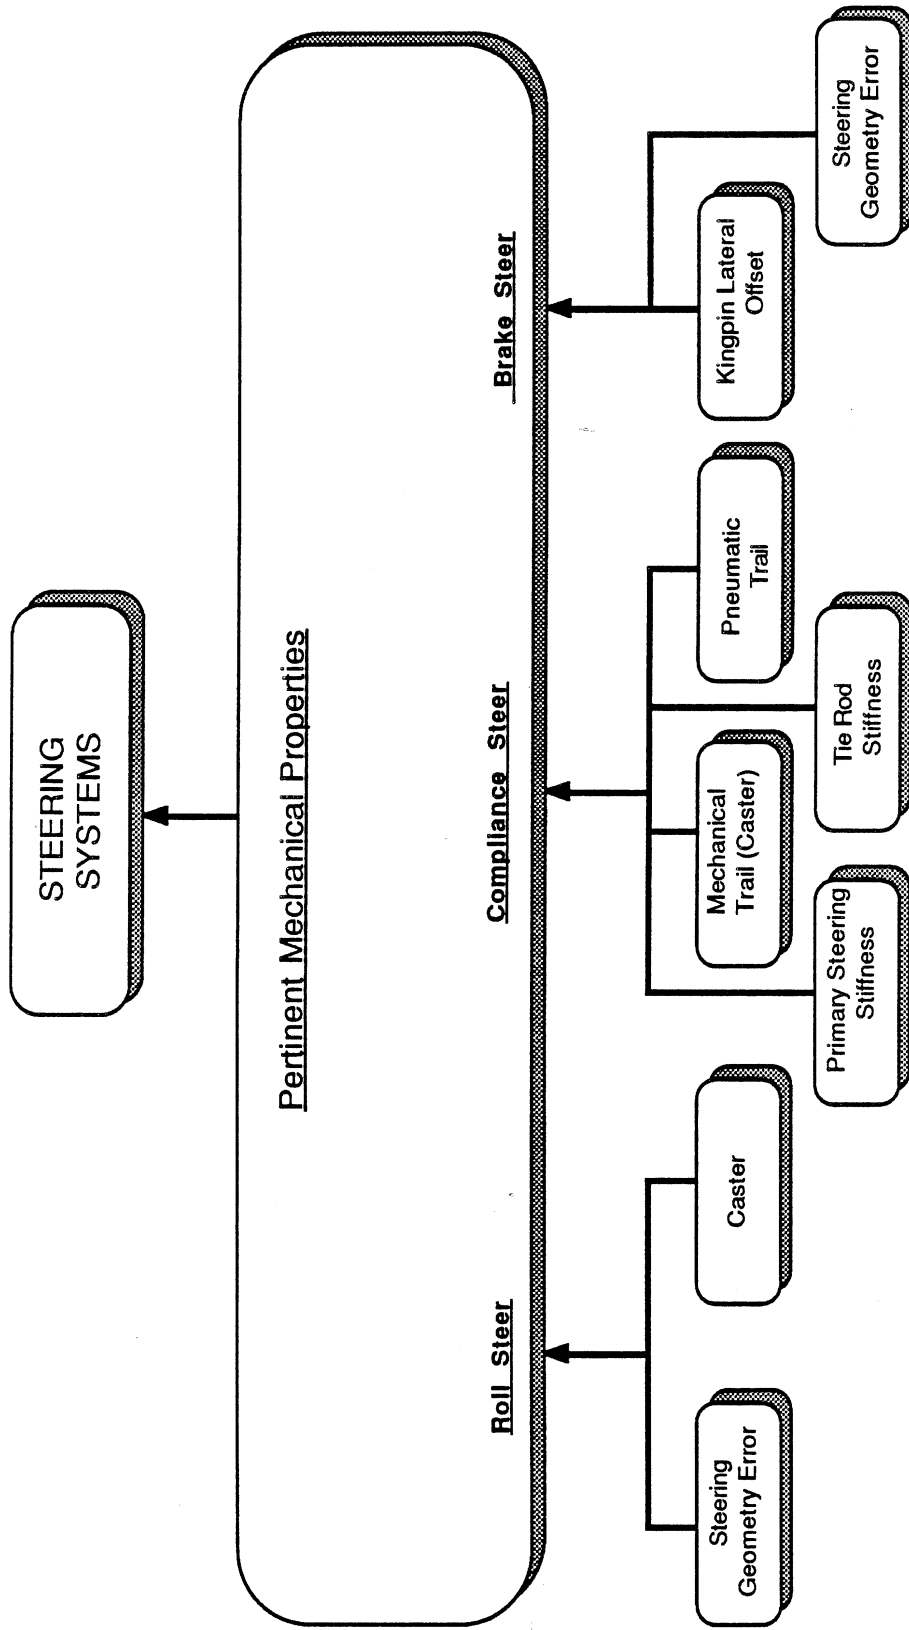 STEERING
SYSTEMS
Pertinent Mechanical Properties
Roll Steer
Compliance Steer
Brake Steer
Steering
Geometry Error
Caster
Mechanical
Trail (Caster)
Pneumatic
Trail
Kingpin Lateral
Offset
Primary Steering
Stiffness
Tie Rod
Stiffness
Steering
Geometry Error